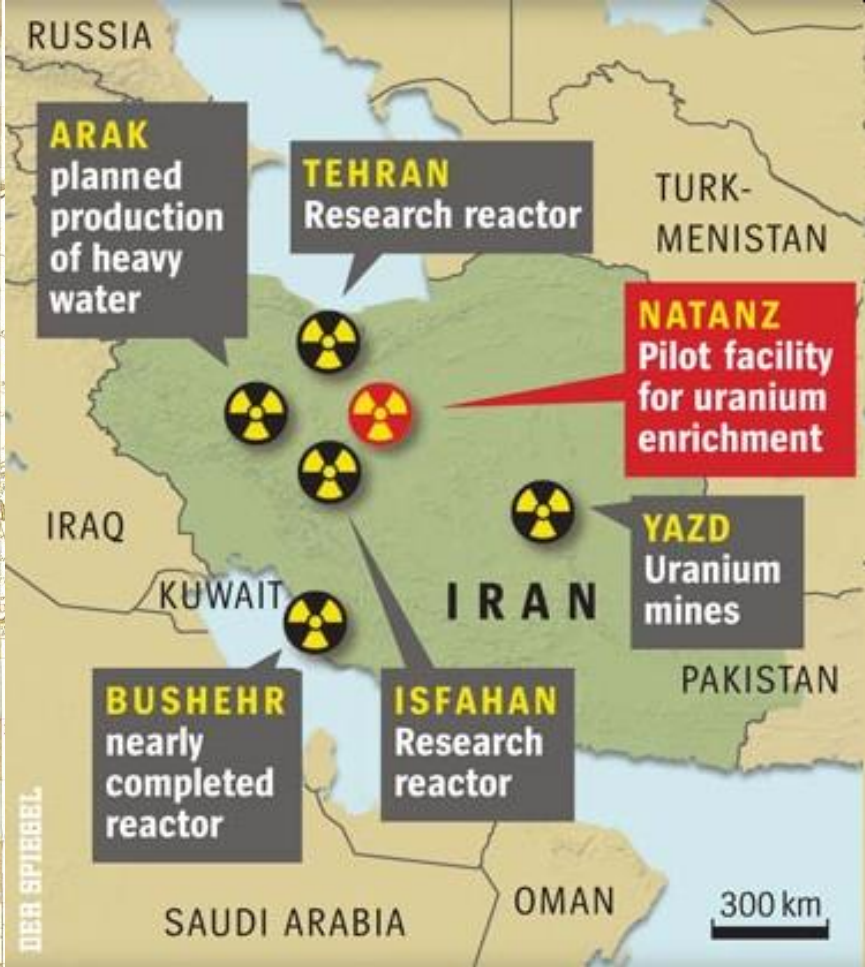 RUSSIA
ARAK
planned
production
of heavy
water
TEHRAN
Research reactor
TURK-
MENISTAN
NATANZ
Pilot facility
for uranium
enrichment
IRAQ
KUWAIT
IRAN
YAZD
Uranium
mines
PAKISTAN
BUSHEHR
nearly
completed
reactor
ISFAHAN
Research
reactor
DER SPIEGEL
SAUDI ARABIA
OMAN
300 km